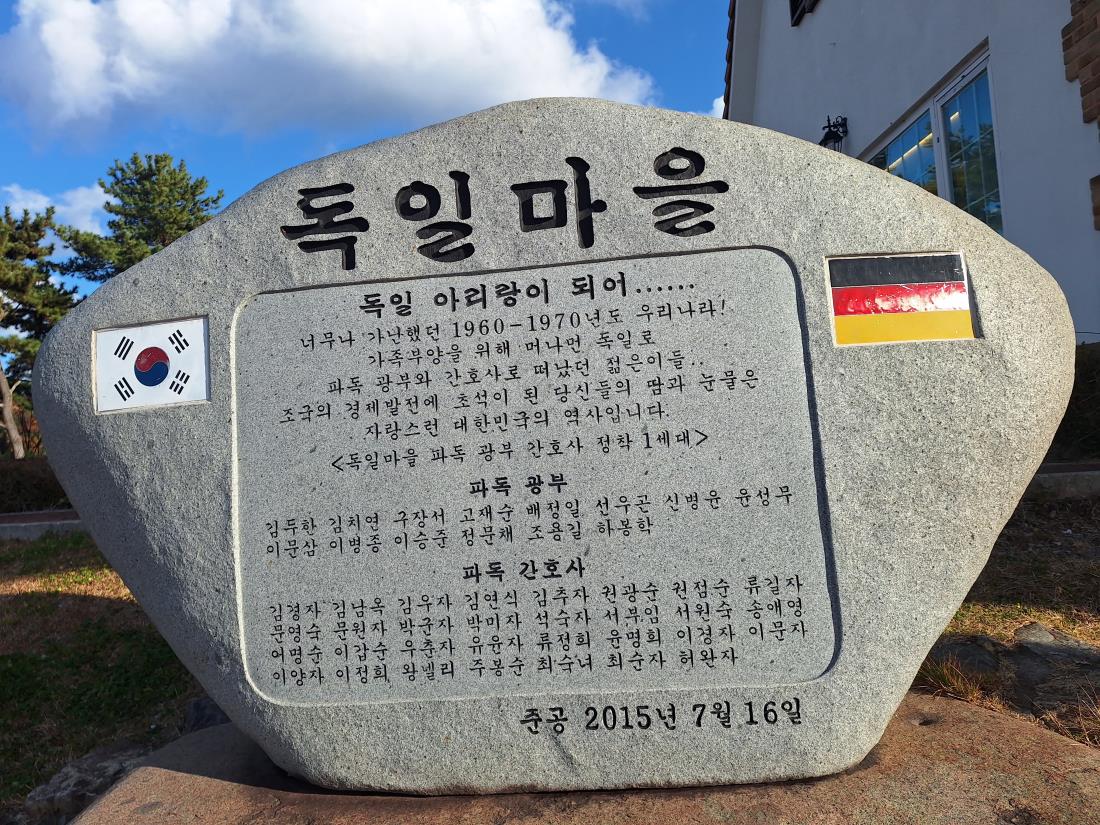 독일마을
독일 아리랑이 되어......
너무나 가난했던 1960-1970년도 우리나라!
가족부양을 위해 머나먼 독일로
파독 광부와 간호사로 떠났던 젊은이들..
조국의 경제발전에 초석이 된 당신들의 땀과 눈물은
자랑스런 대한민국의 역사입니다.
<독일마을 파독 광부 간호사 정착 1세대>
파독 광부
김두한 김치연 구장서 고재순 배정일 선우곤 신병윤 윤성무
이문삼 이병종 이승준 정문채 조용길 하봉학
파독 간호사
김경자 김남옥 김우자 김연식 김추자 원광순 권점순 류길자
문영숙 문원자 박군자 박미자 석숙자 서부임 서원숙 송애영
어명순 이갑순 우춘자 유윤자 류정희 윤명희 이경자 이문자
이양자 이정희 왕넬리 주봉순 최숙녀 최순자 허완자
준공 2015년 7월 16일